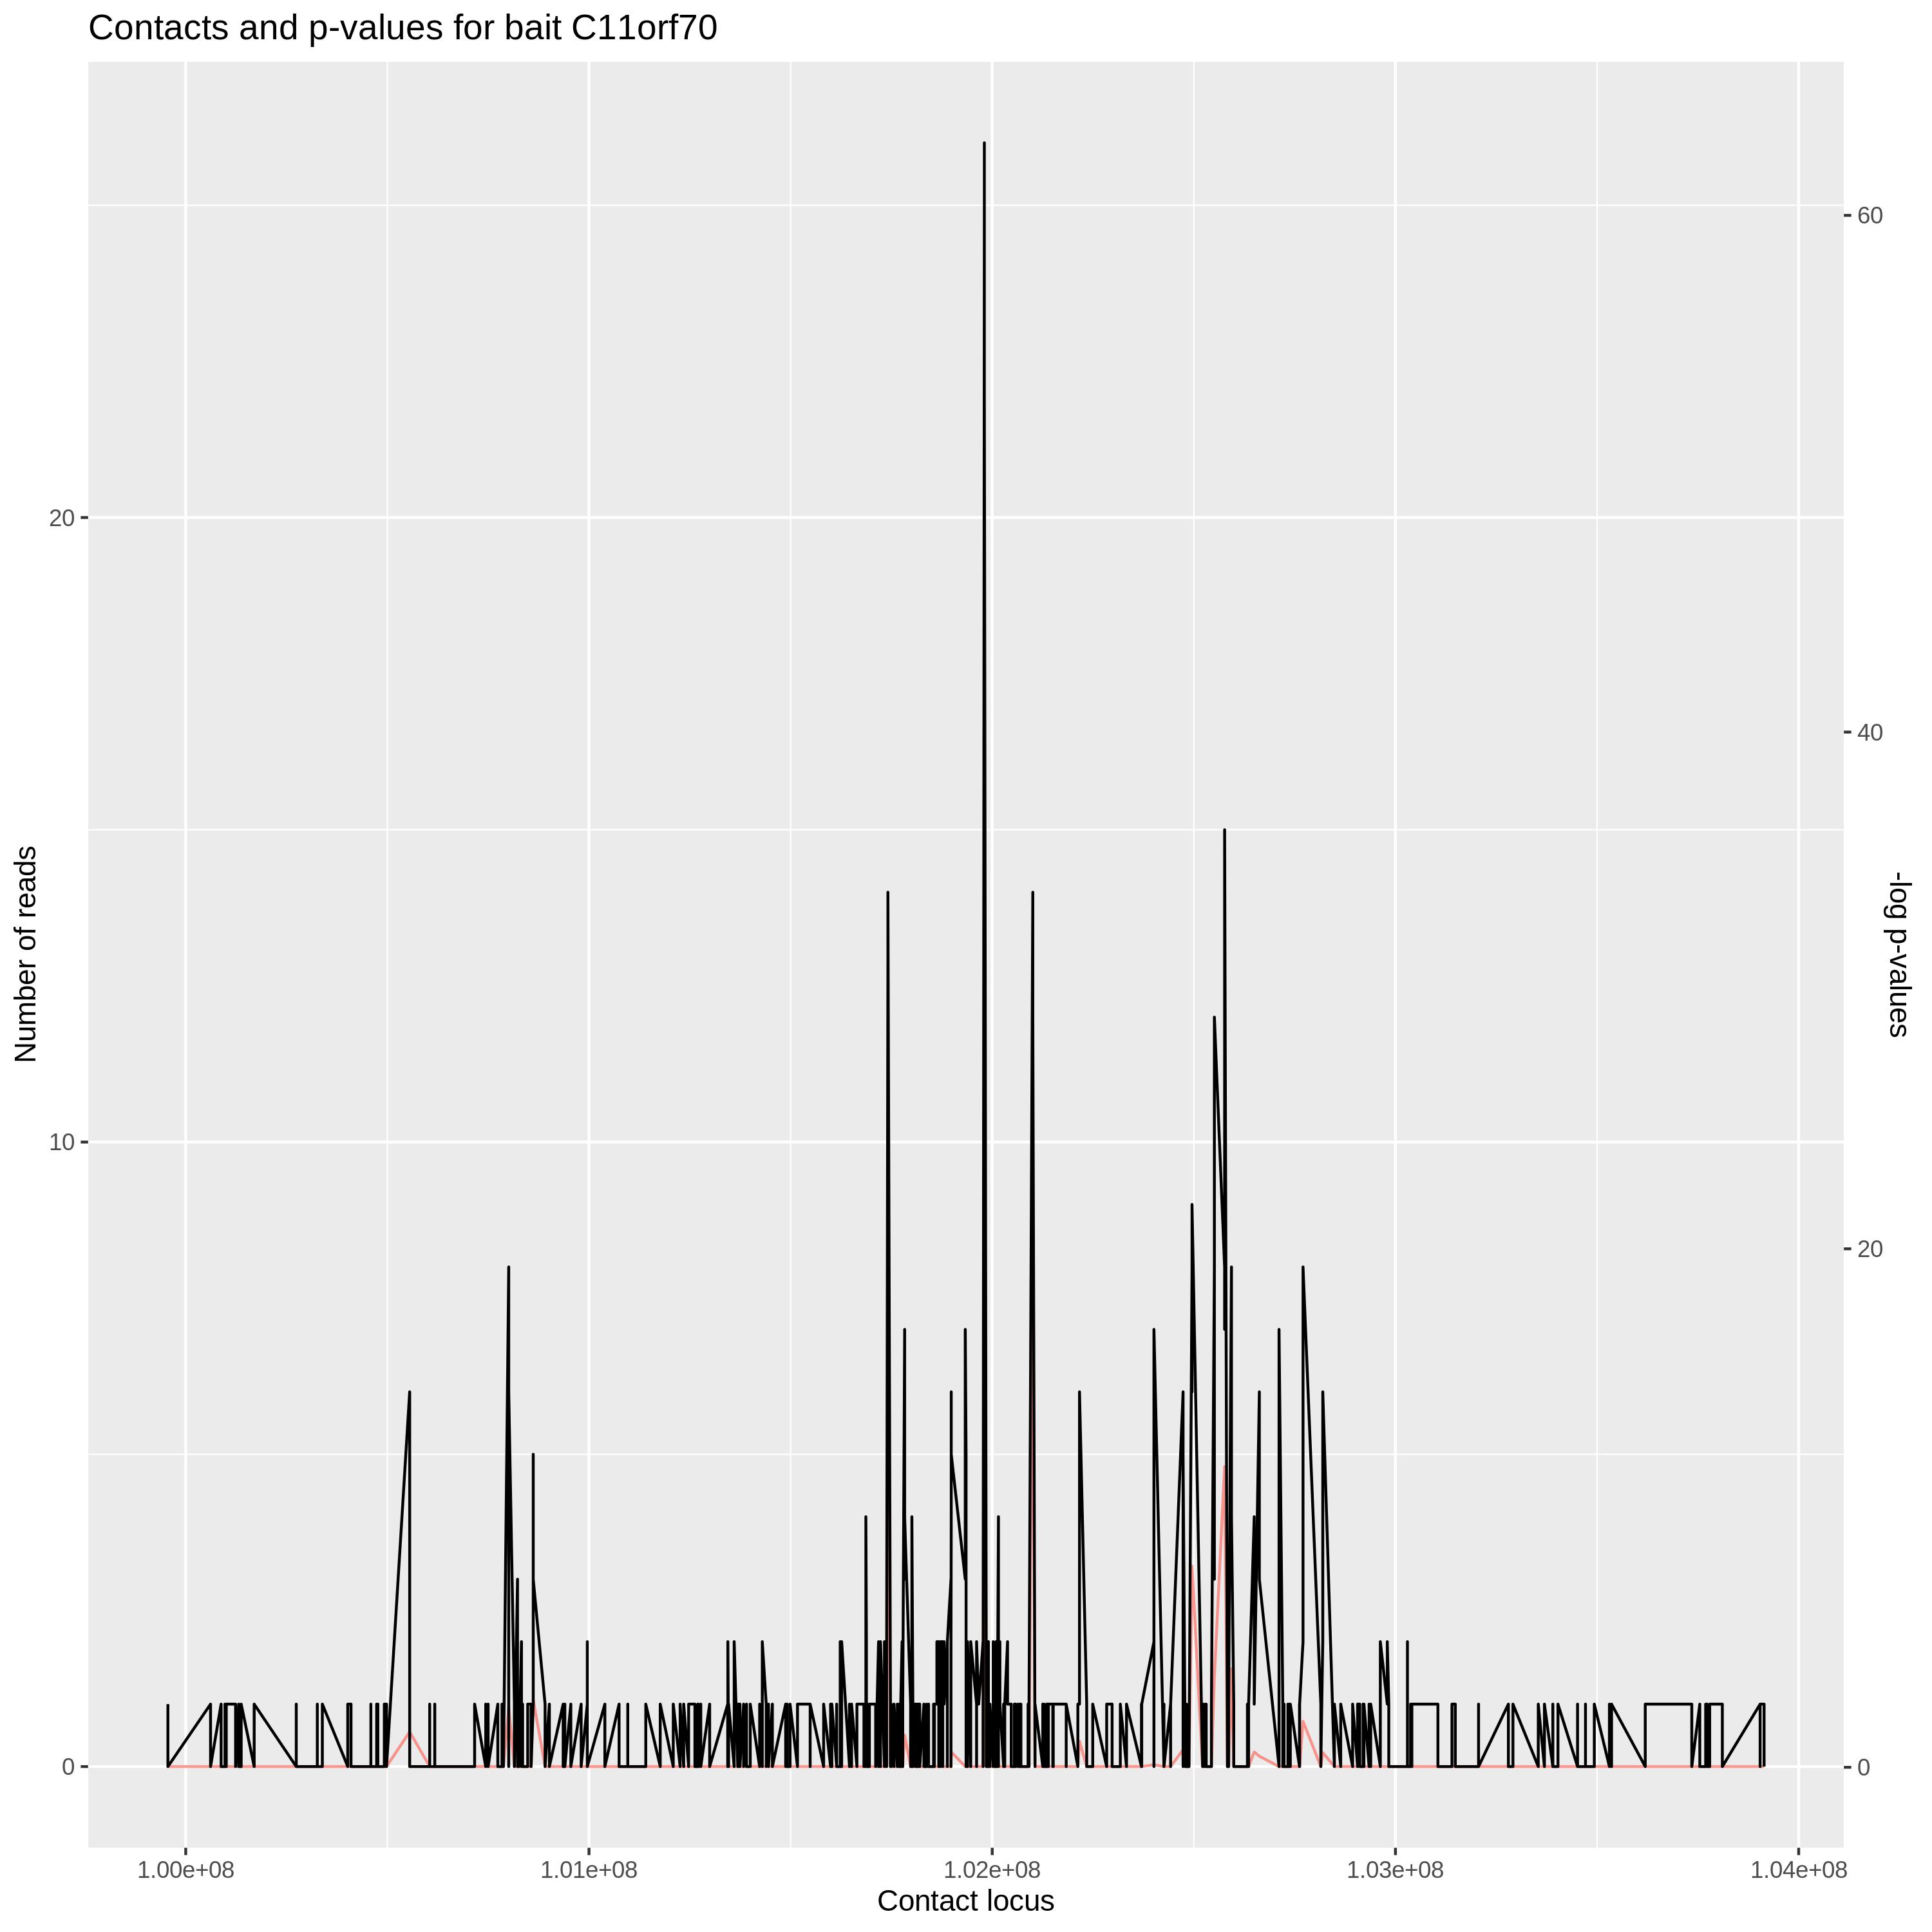 Contacts and p-values for bait C11orf70
20
10
0
Number of reads
60
40
20
0
-log p-values
1.00e+08
1.01e+08
1.02e+08
1.03e+08
1.04e+08
Contact locus